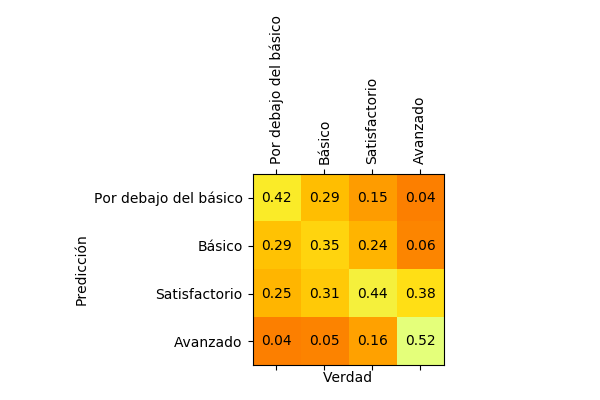 Por debajo del básico
Básico
Satisfactorio
Avanzado
Predicción
Por debajo del básico 0.42 0.29 0.15 0.04
Básico 0.29 0.35 0.24 0.06
Satisfactorio 0.25 0.31 0.44 0.38
Avanzado 0.04 0.05 0.16 0.52
Verdad